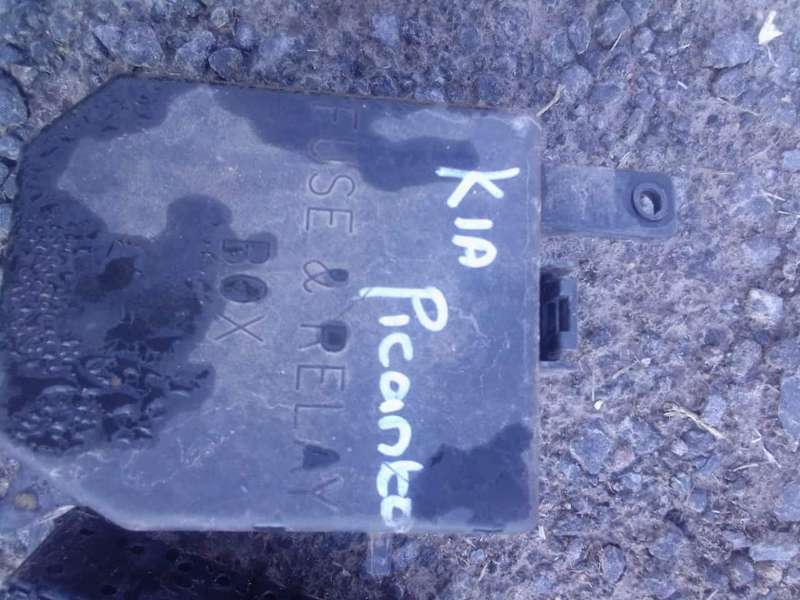 KIA
Picanto
FUSE & RELAY
BOX